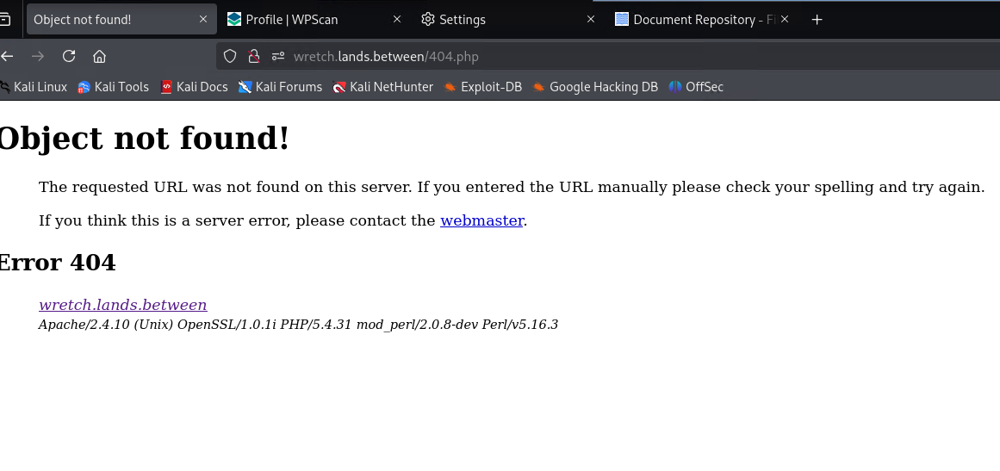 Object not found! Profile | WPScan Settings Document Repository - Fi
wretch.lands.between/404.php
Kali Linux Kali Tools Kali Docs Kali Forums Kali NetHunter Exploit-DB Google Hacking DB OffSec
Object not found!
The requested URL was not found on this server. If you entered the URL manually please check your spelling and try again.
If you think this is a server error, please contact the webmaster.
Error 404
wretch.lands.between
Apache/2.4.10 (Unix) OpenSSL/1.0.1i PHP/5.4.31 mod_perl/2.0.8-dev Perl/v5.16.3